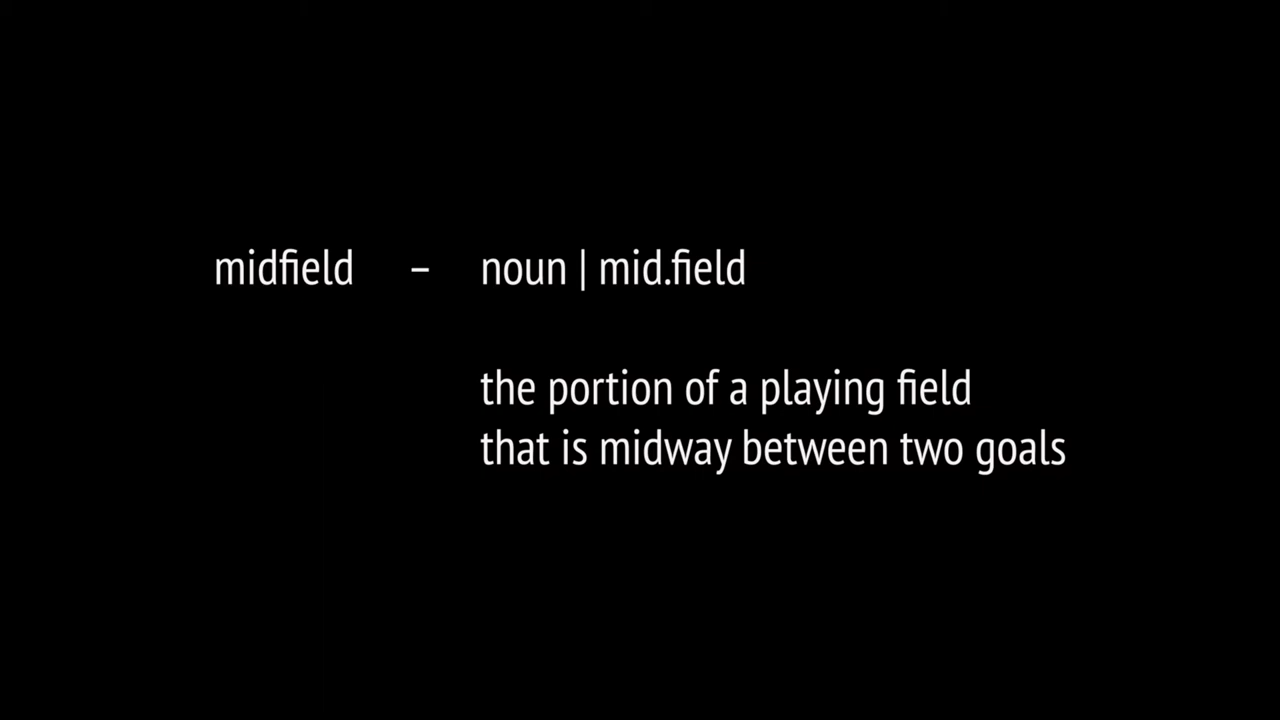 midfield – noun | mid.field
the portion of a playing field
that is midway between two goals